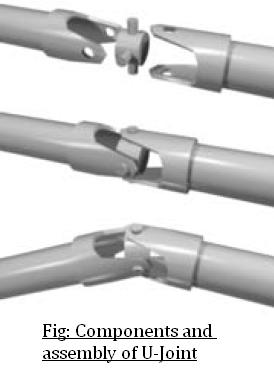 Fig: Components and
assembly of U-Joint